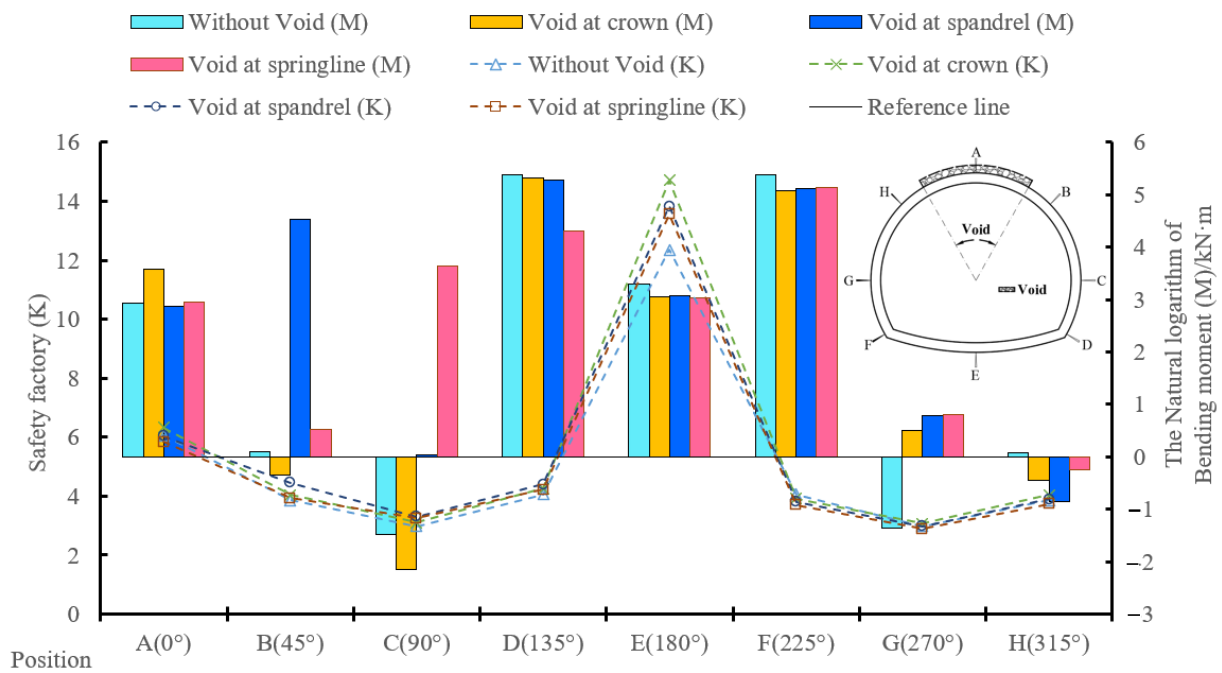 Without Void (M) Void at crown (M) Void at spandrel (M)
Void at springline (M) Without Void (K) Void at crown (K)
Void at spandrel (K) Void at springline (K) Reference line
16
14
12
10
8
6
4
2
0
Safety factory (K)
6
5
4
3
2
1
0
−1
−2
−3
The Natural logarithm of
Bending moment (M)/kN·m
A
H
B
Void
G
C
Void
F
D
E
A(0°) B(45°) C(90°) D(135°) E(180°) F(225°) G(270°) H(315°)
Position